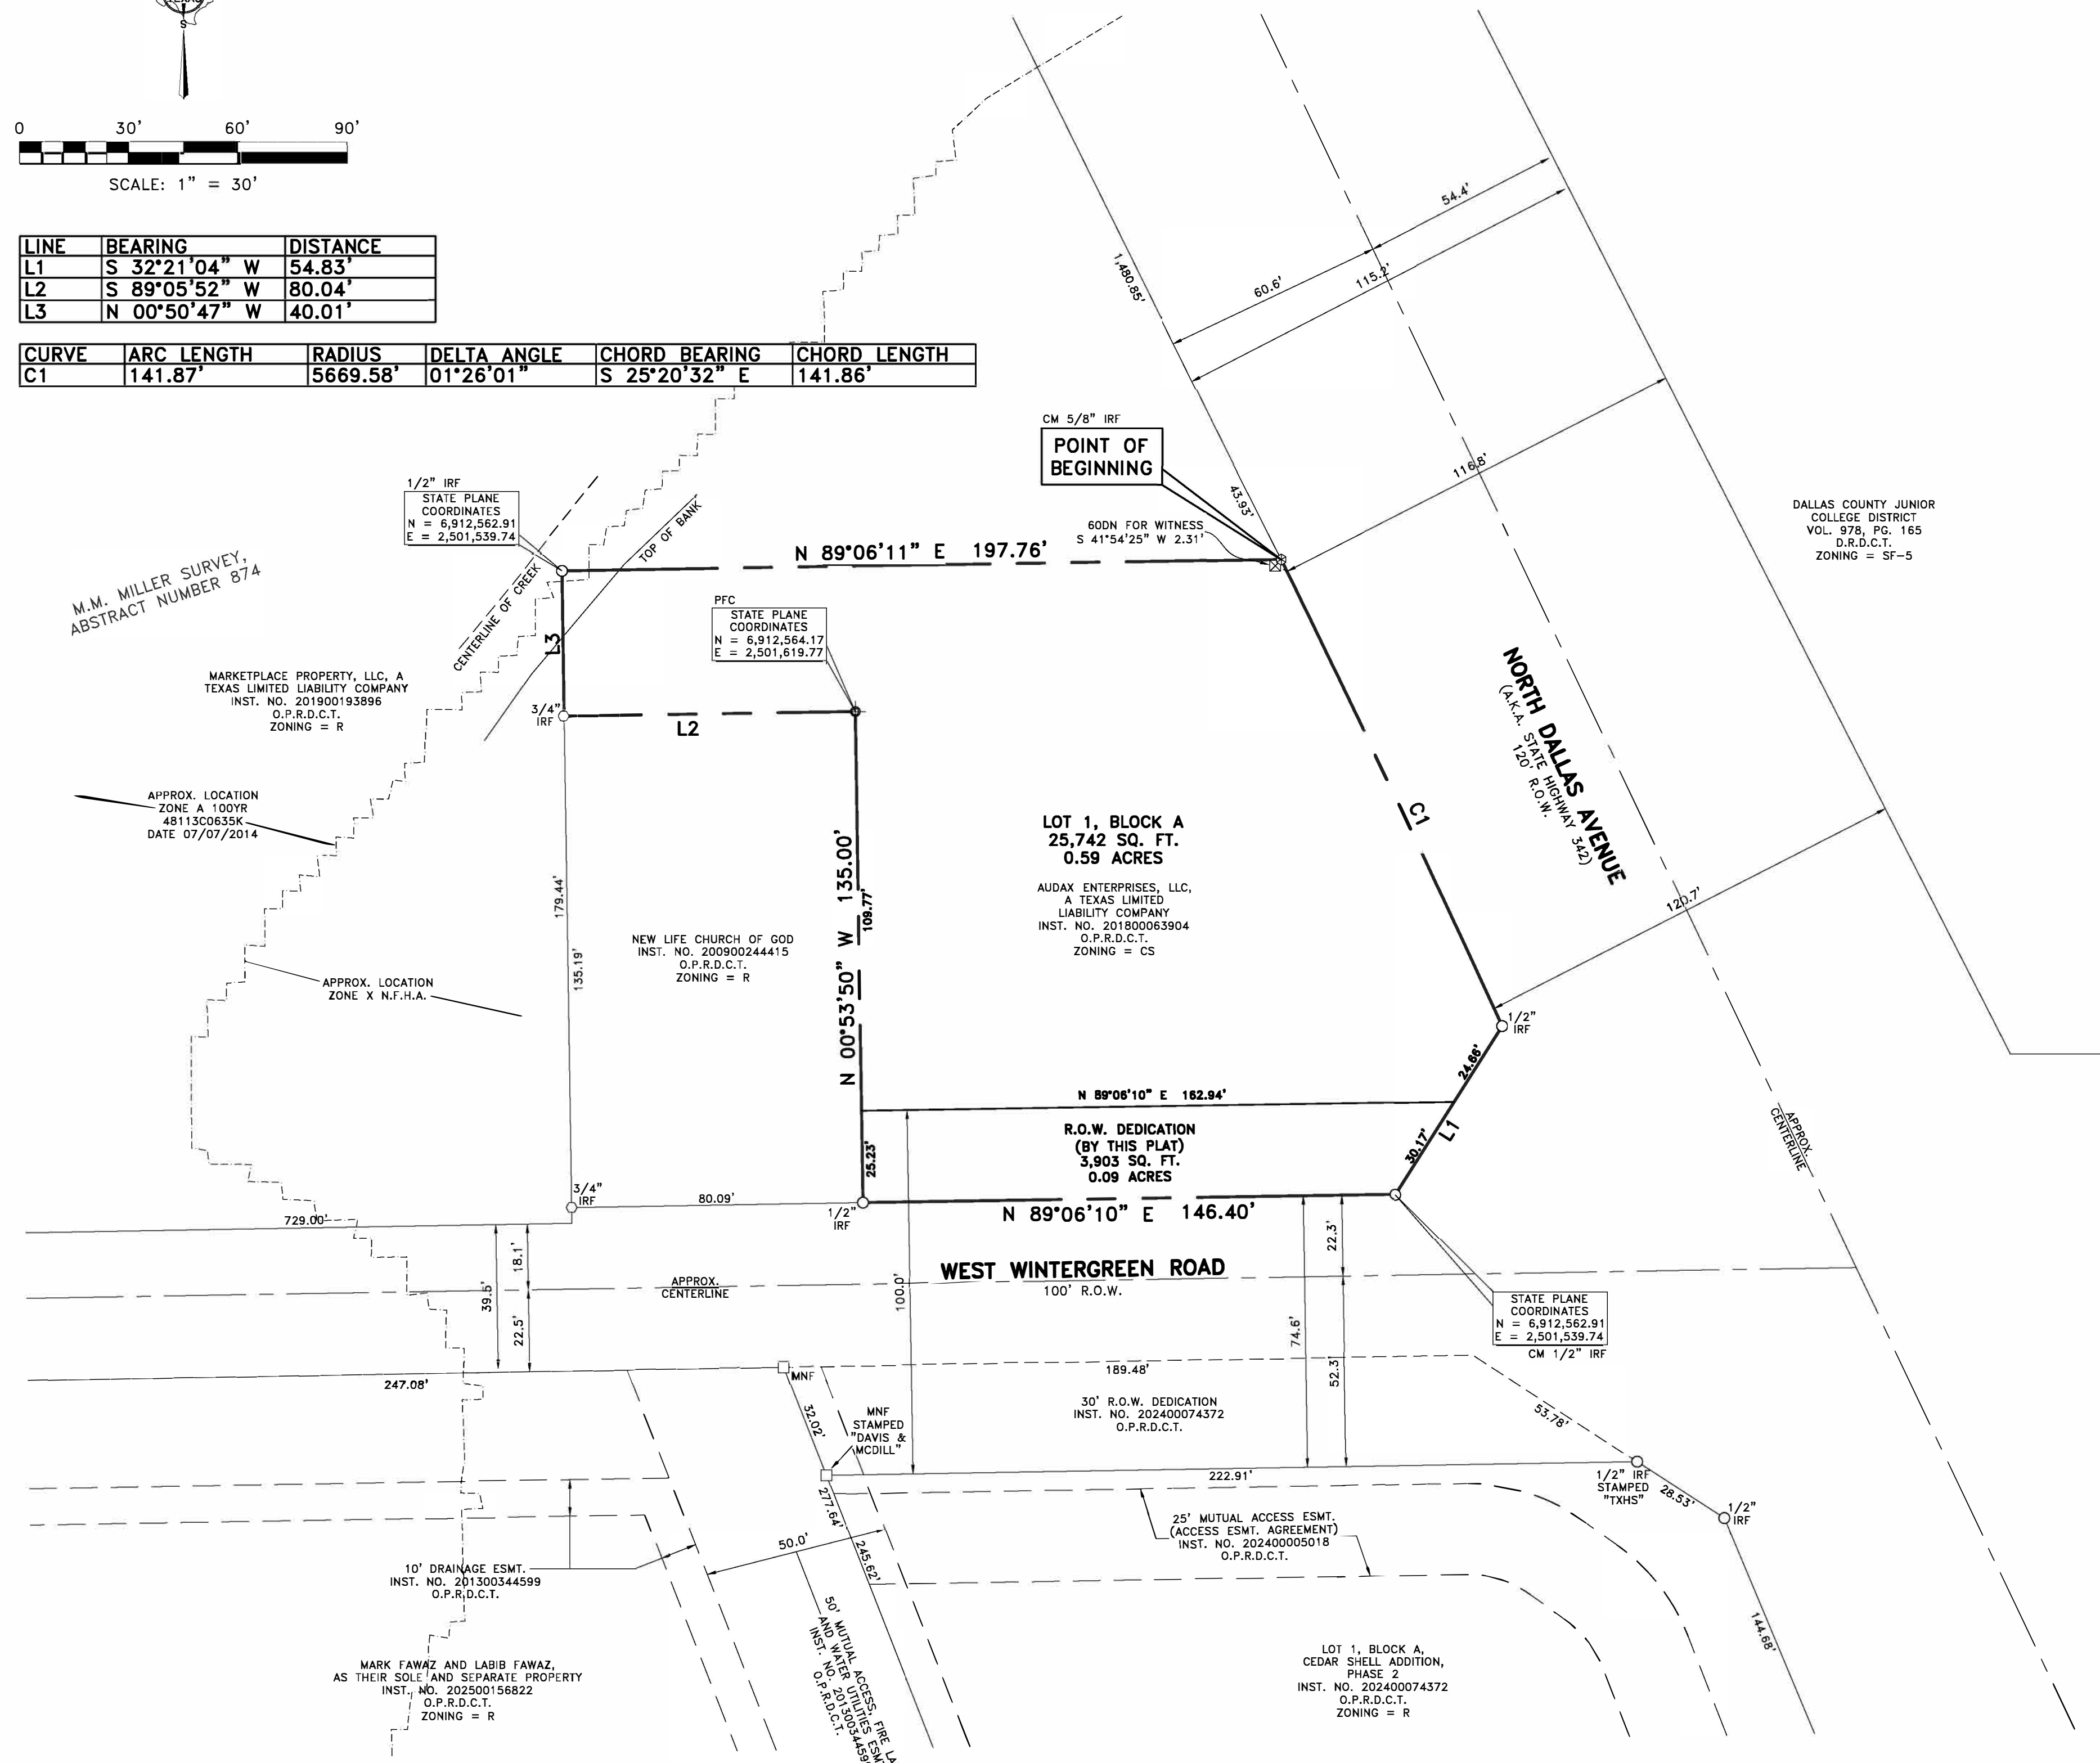 S
0 30' 60' 90'
SCALE: 1" = 30'
LINE BEARING DISTANCE
L1 S 32°21'04" W 54.83'
L2 S 89°05'52" W 80.04'
L3 N 00°50'47" W 40.01'
CURVE ARC LENGTH RADIUS DELTA ANGLE CHORD BEARING CHORD LENGTH
C1 141.87' 5669.58' 01°26'01" S 25°20'32" E 141.86'
1,480.85'
54.4'
60.6'
115.2'
116.8'
CM 5/8" IRF
POINT OF
BEGINNING
43.93'
60DN FOR WITNESS
S 41°54'25" W 2.31'
DALLAS COUNTY JUNIOR
COLLEGE DISTRICT
VOL. 978, PG. 165
D.R.D.C.T.
ZONING = SF-5
1/2" IRF
STATE PLANE
COORDINATES
N = 6,912,562.91
E = 2,501,539.74
TOP OF BANK
CENTERLINE OF CREEK
N 89°06'11" E 197.76'
M.M. MILLER SURVEY,
ABSTRACT NUMBER 874
PFC
STATE PLANE
COORDINATES
N = 6,912,564.17
E = 2,501,619.77
L3
MARKETPLACE PROPERTY, LLC, A
TEXAS LIMITED LIABILITY COMPANY
INST. NO. 201900193896
O.P.R.D.C.T.
ZONING = R
3/4"
IRF
L2
NORTH DALLAS AVENUE
(A.K.A. STATE HIGHWAY 342)
120' R.O.W.
C1
APPROX. LOCATION
ZONE A 100YR
48113C0635K
DATE 07/07/2014
LOT 1, BLOCK A
25,742 SQ. FT.
0.59 ACRES
AUDAX ENTERPRISES, LLC,
A TEXAS LIMITED
LIABILITY COMPANY
INST. NO. 201800063904
O.P.R.D.C.T.
ZONING = CS
179.44'
135.19'
N 00°53'50" W 135.00'
109.77'
120.7'
NEW LIFE CHURCH OF GOD
INST. NO. 200900244415
O.P.R.D.C.T.
ZONING = R
APPROX. LOCATION
ZONE X N.F.H.A.
1/2"
IRF
24.66'
N 89°06'10" E 162.94'
R.O.W. DEDICATION
(BY THIS PLAT)
3,903 SQ. FT.
0.09 ACRES
25.23'
30.17'
L1
APPROX.
CENTERLINE
3/4"
IRF
80.09'
1/2"
IRF
N 89°06'10" E 146.40'
729.00'
18.1'
39.5'
22.5'
22.3'
WEST WINTERGREEN ROAD
100' R.O.W.
APPROX.
CENTERLINE
100.0'
74.6'
52.3'
STATE PLANE
COORDINATES
N = 6,912,562.91
E = 2,501,539.74
CM 1/2" IRF
247.08'
MNF
189.48'
32.02'
MNF
STAMPED
"DAVIS &
MCDILL"
30' R.O.W. DEDICATION
INST. NO. 202400074372
O.P.R.D.C.T.
53.78'
222.91'
1/2" IRF
STAMPED
"TXHS"
28.53'
1/2"
IRF
277.64'
245.62'
50.0'
25' MUTUAL ACCESS ESMT.
(ACCESS ESMT. AGREEMENT)
INST. NO. 202400005018
O.P.R.D.C.T.
10' DRAINAGE ESMT.
INST. NO. 201300344599
O.P.R.D.C.T.
50' MUTUAL ACCESS, FIRE
AND WATER UTILITIES
INST. NO.
O.P.R.D.C.T.
144.68'
MARK FAWAZ AND LABIB FAWAZ,
AS THEIR SOLE AND SEPARATE PROPERTY
INST. NO. 202500156822
O.P.R.D.C.T.
ZONING = R
LOT 1, BLOCK A,
CEDAR SHELL ADDITION,
PHASE 2
INST. NO. 202400074372
O.P.R.D.C.T.
ZONING = R